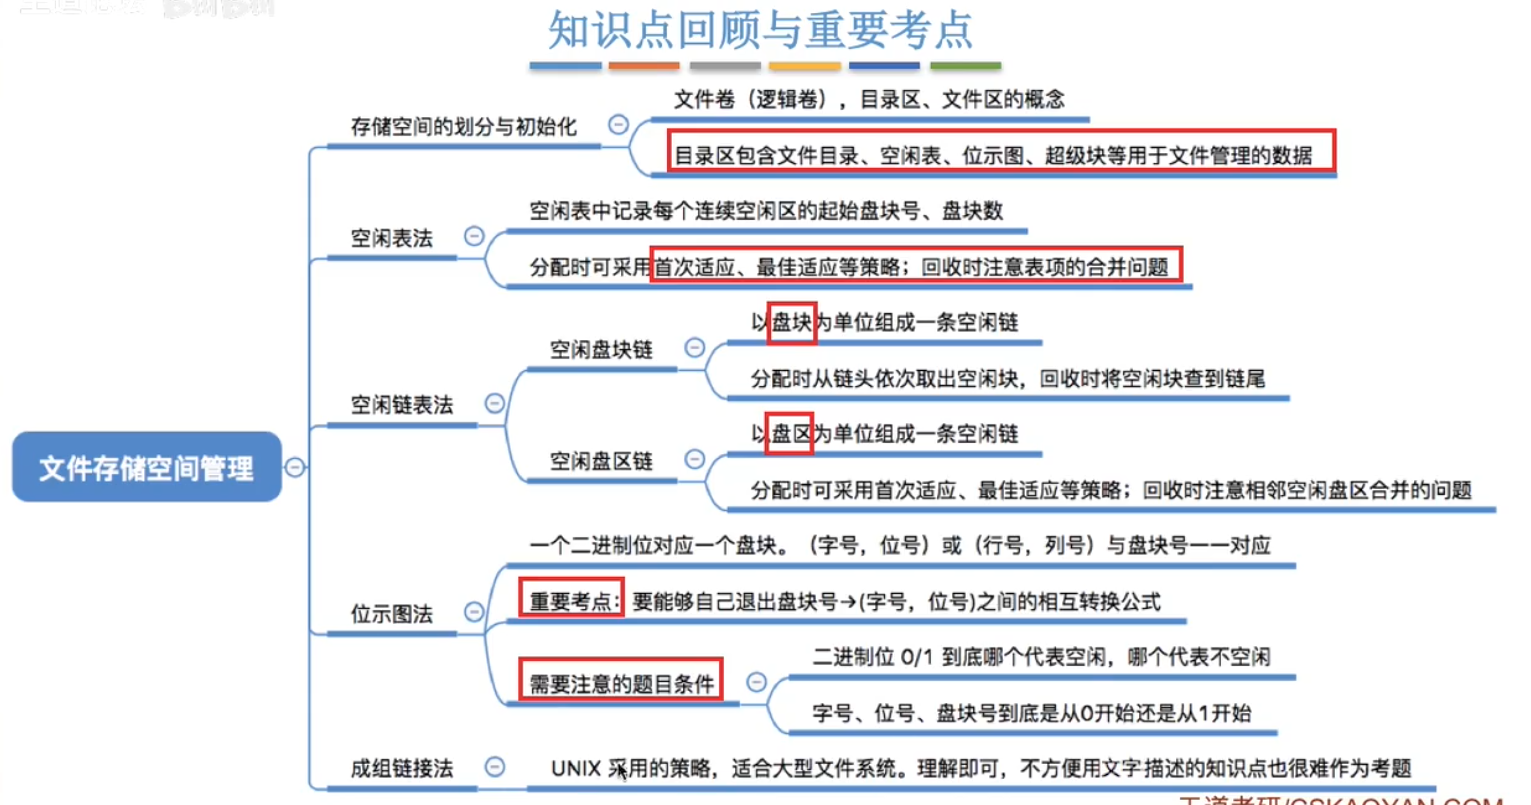 知识点回顾与重要考点
文件卷（逻辑卷），目录区、文件区的概念
存储空间的划分与初始化
目录区包含文件目录、空闲表、位示图、超级块等用于文件管理的数据
空闲表中记录每个连续空闲区的起始盘块号、盘块数
空闲表法
分配时可采用首次适应、最佳适应等策略；回收时注意表项的合并问题
以盘块为单位组成一条空闲链
空闲盘块链
分配时从链头依次取出空闲块，回收时将空闲块查到链尾
空闲链表法
以盘区为单位组成一条空闲链
空闲盘区链
分配时可采用首次适应、最佳适应等策略；回收时注意相邻空闲盘区合并的问题
文件存储空间管理
一个二进制位对应一个盘块。（字号，位号）或（行号，列号）与盘块号一一对应
重要考点：要能够自己退出盘块号→(字号，位号)之间的相互转换公式
位示图法
二进制位 0/1 到底哪个代表空闲，哪个代表不空闲
需要注意的题目条件
字号、位号、盘块号到底是从0开始还是从1开始
成组链接法
UNIX 采用的策略，适合大型文件系统。理解即可，不方便用文字描述的知识点也很难作为考题
王道考研/CSKAOYAN.COM